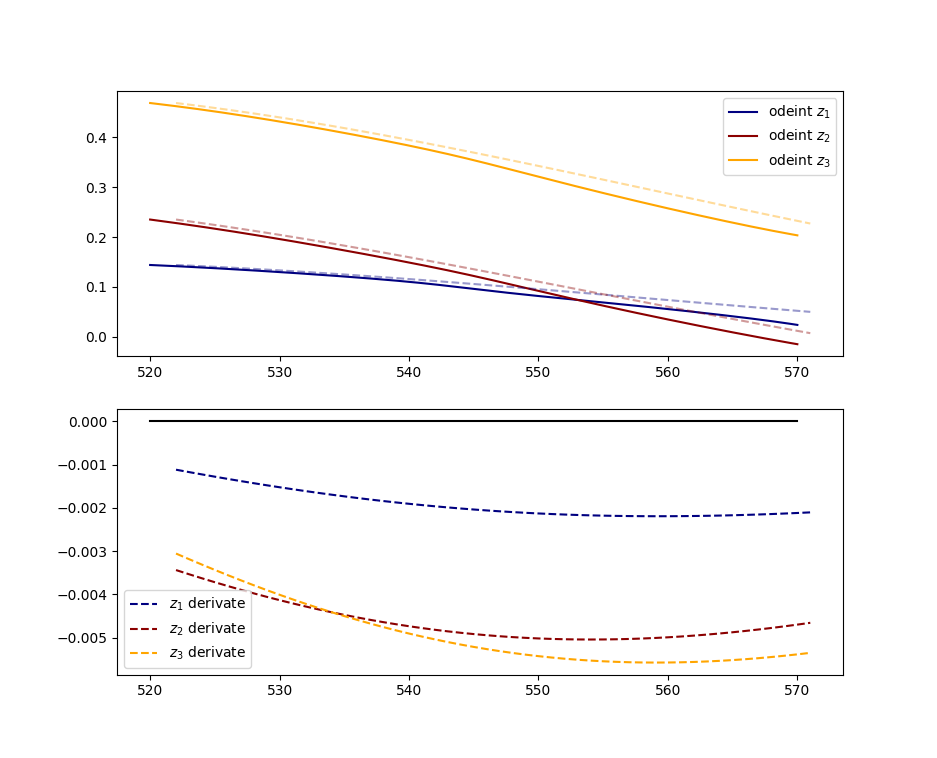 odeint z₁
odeint z₂
odeint z₃
0.4
0.3
0.2
0.1
0.0
520 530 540 550 560 570
0.000
−0.001
−0.002
−0.003
−0.004
−0.005
z₁ derivate
z₂ derivate
z₃ derivate
520 530 540 550 560 570